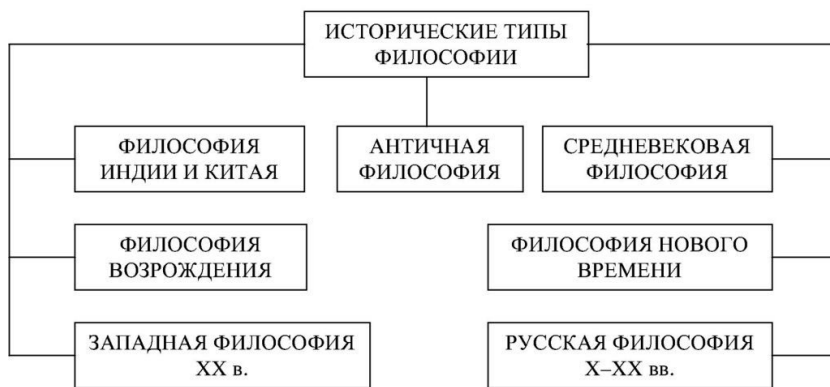 ИСТОРИЧЕСКИЕ ТИПЫ
ФИЛОСОФИИ
ФИЛОСОФИЯ
ИНДИИ И КИТАЯ
АНТИЧНАЯ
ФИЛОСОФИЯ
СРЕДНЕВЕКОВАЯ
ФИЛОСОФИЯ
ФИЛОСОФИЯ
ВОЗРОЖДЕНИЯ
ФИЛОСОФИЯ НОВОГО
ВРЕМЕНИ
ЗАПАДНАЯ ФИЛОСОФИЯ
XX в.
РУССКАЯ ФИЛОСОФИЯ
X–XX вв.